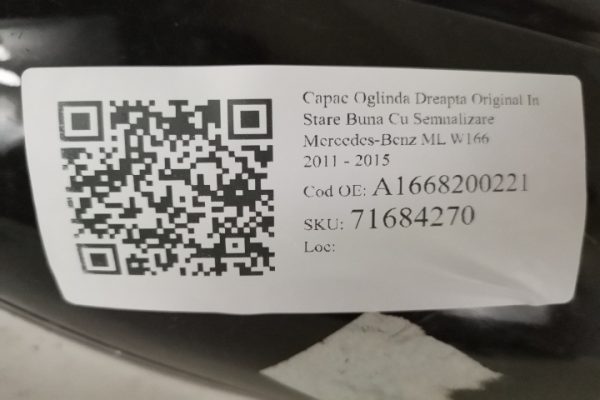 Capac Oglinda Dreapta Original In
Stare Buna Cu Semnalizare
Mercedes-Benz ML W166
2011 - 2015
Cod OE: A1668200221
SKU: 71684270
Loc: